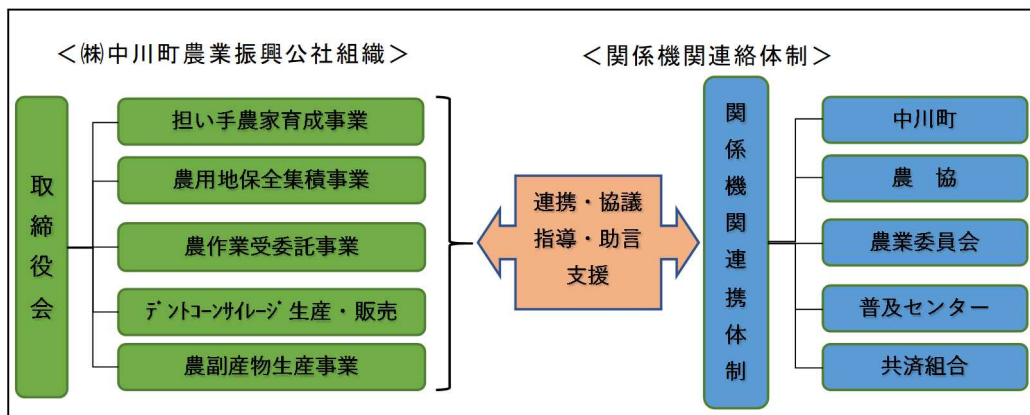 ＜㈱中川町農業振興公社組織＞
取締役会
担い手農家育成事業
農用地保全集積事業
農作業受委託事業
ﾃﾞﾝﾄｺｰﾝｻｲﾚｰｼﾞ生産・販売
農副産物生産事業
連携・協議
指導・助言
支援
＜関係機関連絡体制＞
関係機関連携体制
中川町
農　協
農業委員会
普及センター
共済組合